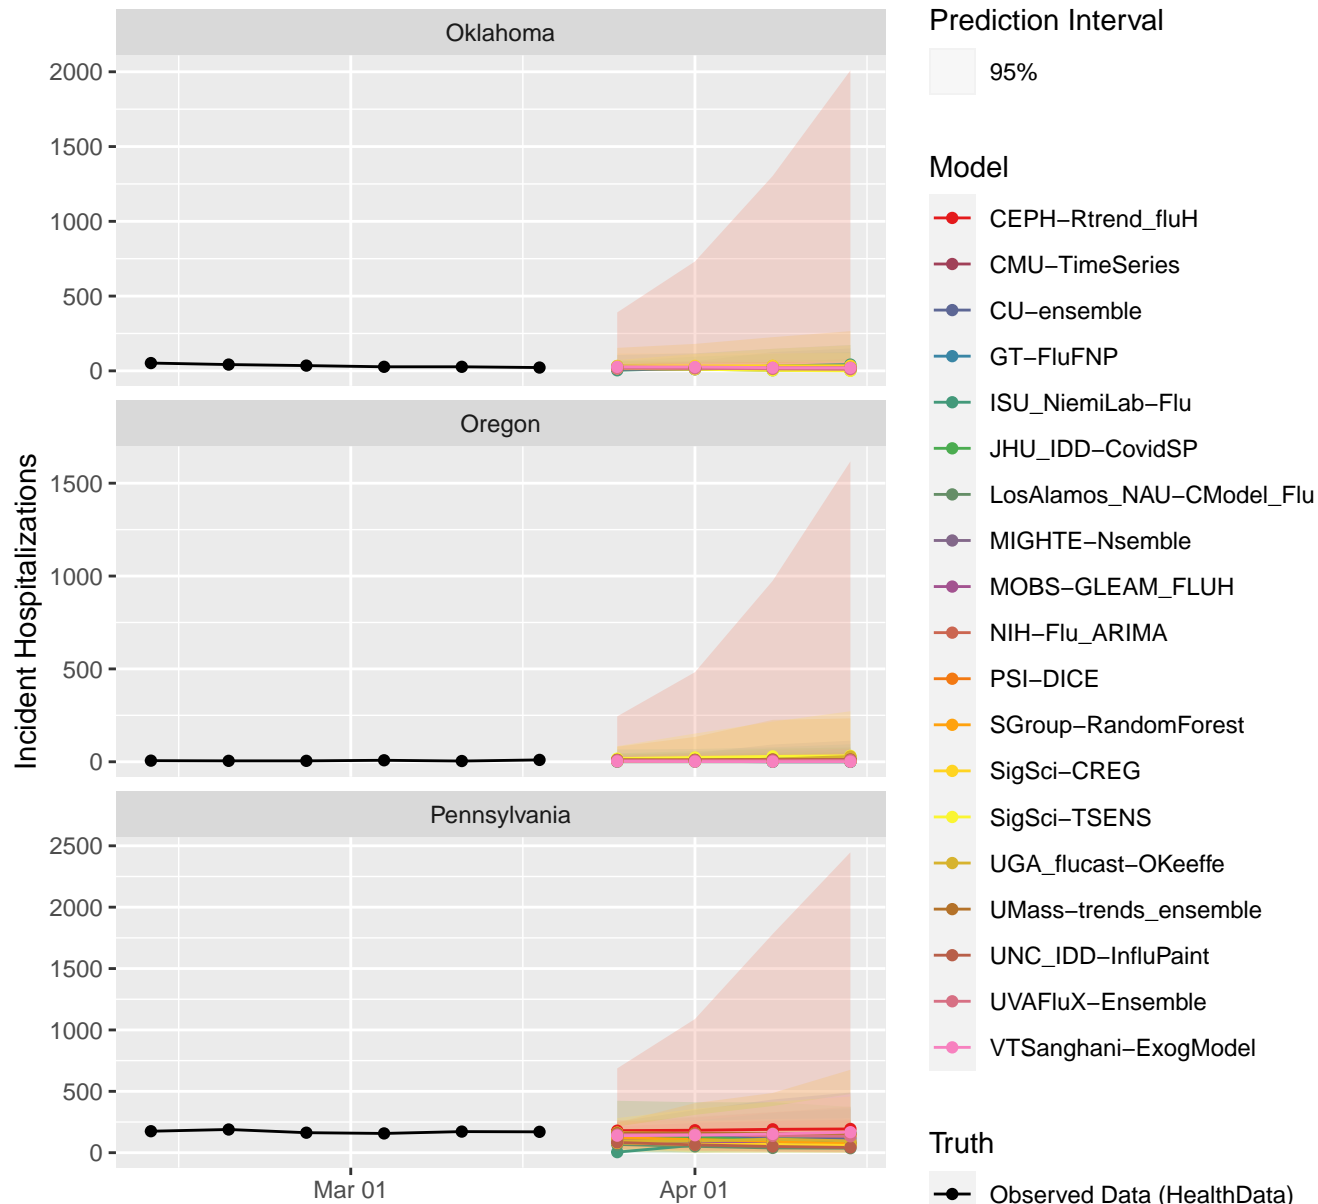 Oklahoma
2000
1500
1000
500
0
Oregon
1500
1000
500
0
Pennsylvania
2500
2000
1500
1000
500
0
Mar 01
Apr 01
Incident Hospitalizations
Prediction Interval
95%
Model
CEPH−Rtrend_fluH
CMU−TimeSeries
CU−ensemble
GT−FluFNP
ISU_NiemiLab−Flu
JHU_IDD−CovidSP
LosAlamos_NAU−CModel_Flu
MIGHTE−Nsemble
MOBS−GLEAM_FLUH
NIH−Flu_ARIMA
PSI−DICE
SGroup−RandomForest
SigSci−CREG
SigSci−TSENS
UGA_flucast−OKeeffe
UMass−trends_ensemble
UNC_IDD−InfluPaint
UVAFluX−Ensemble
VTSanghani−ExogModel
Truth
Observed Data (HealthData)